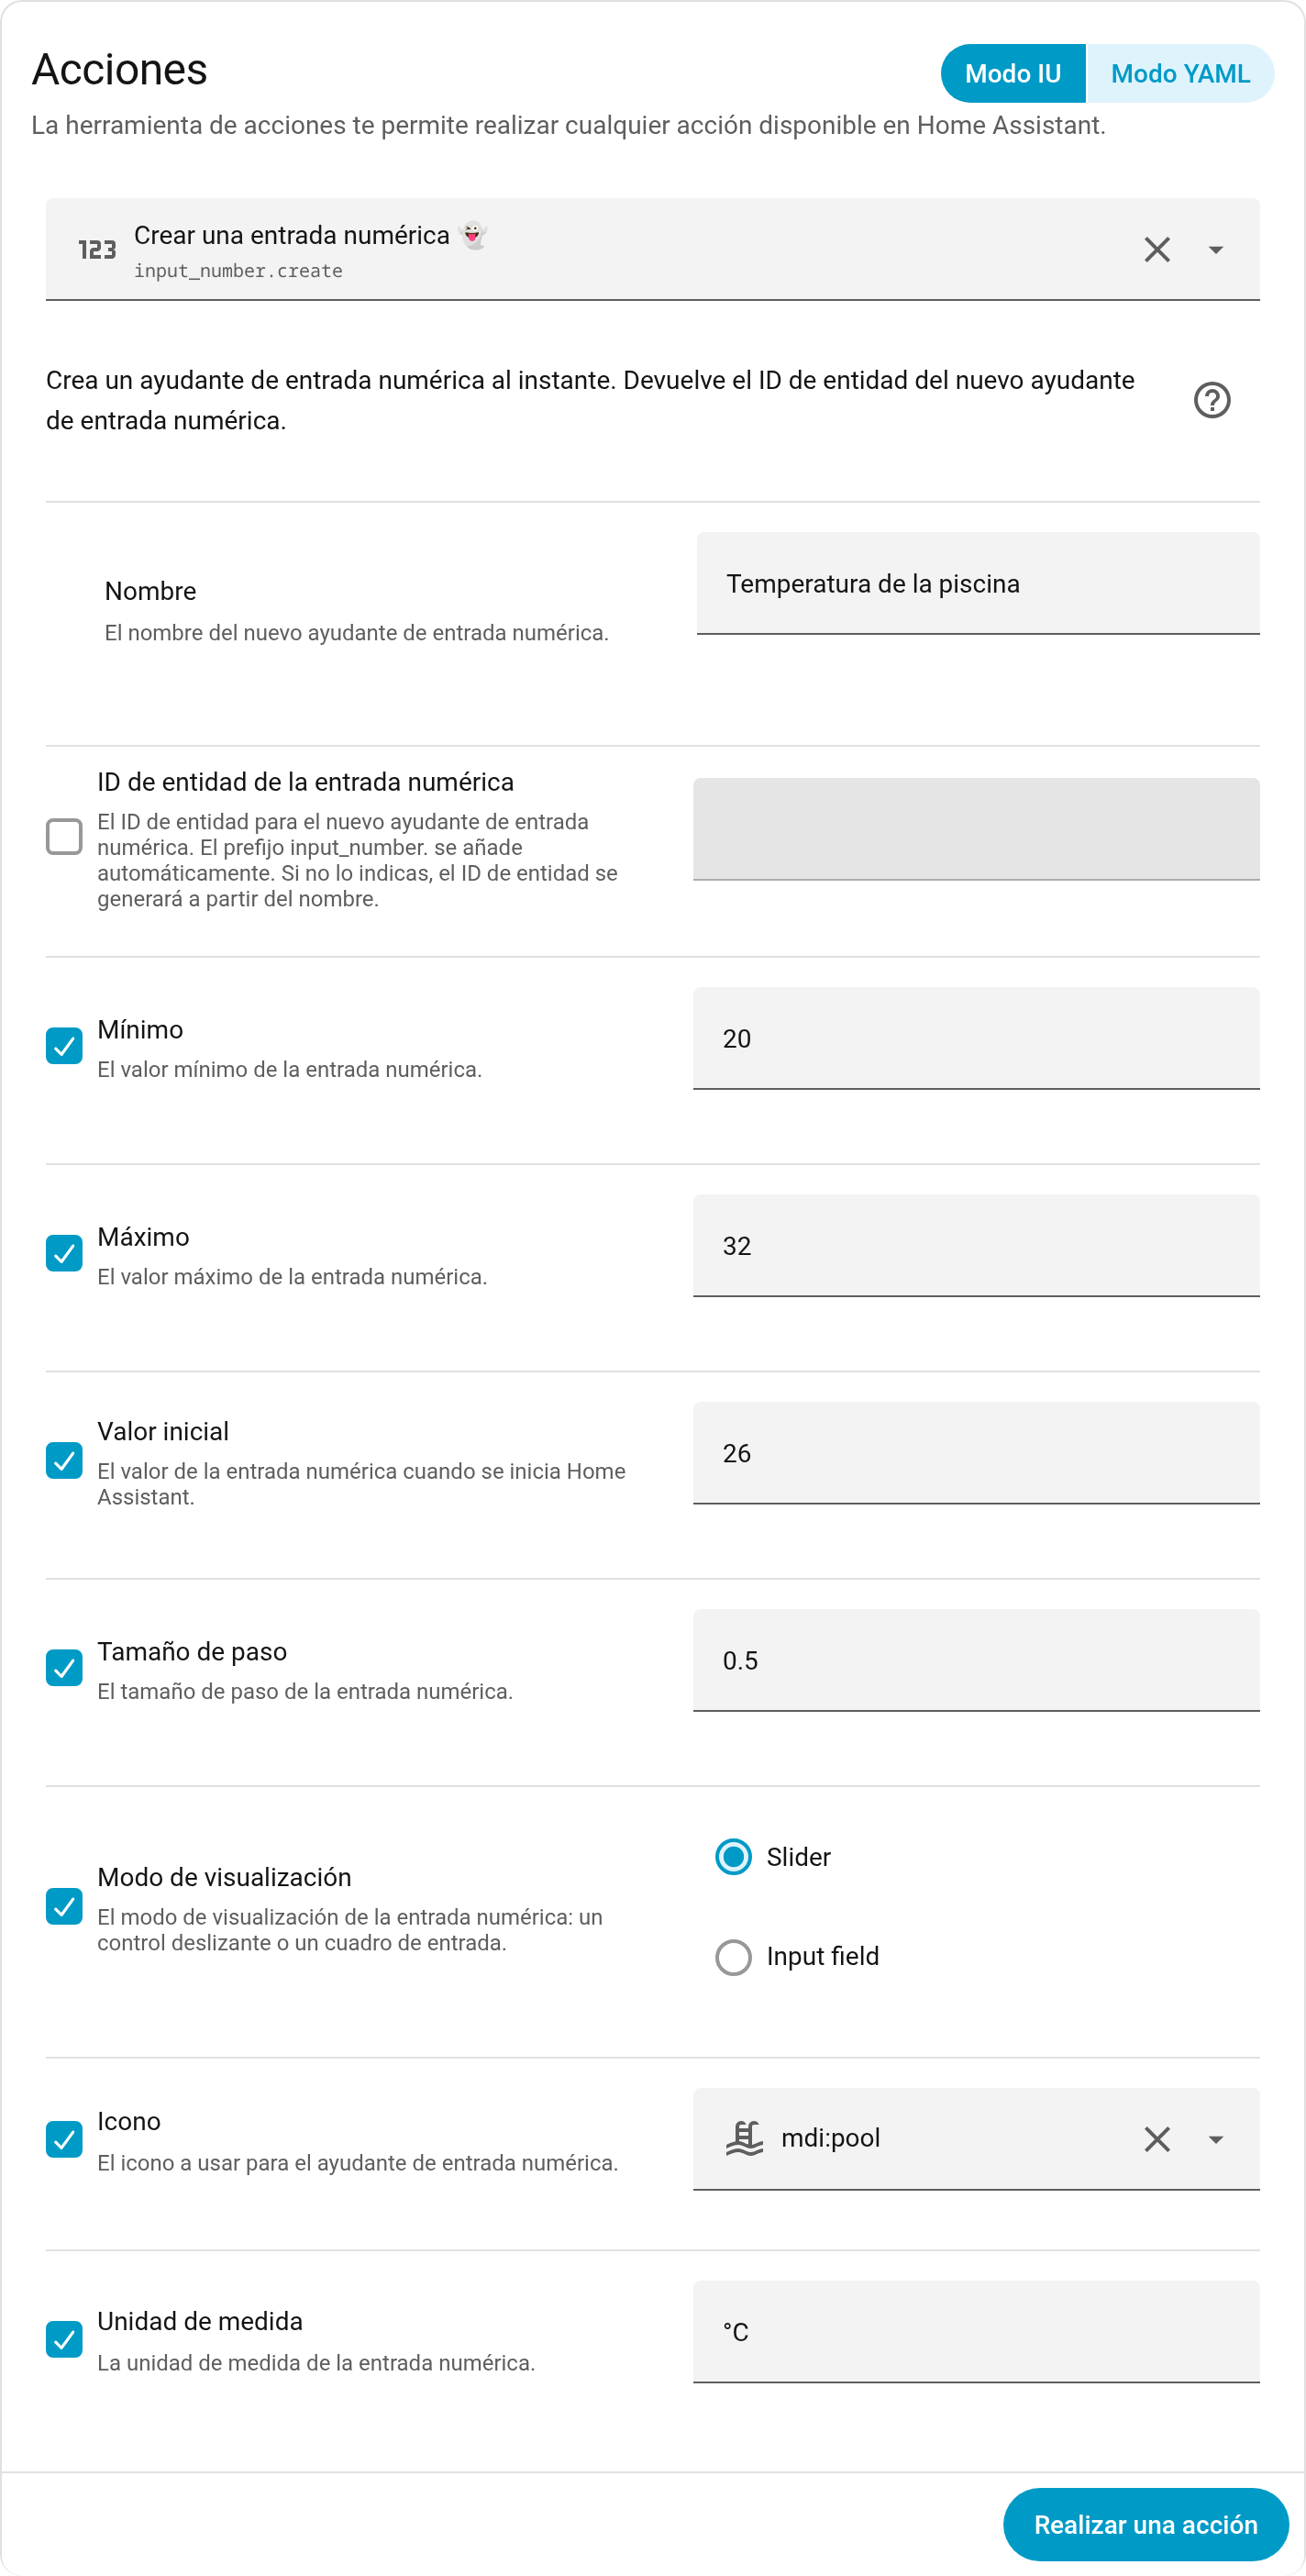 Acciones
Modo IU
Modo YAML
La herramienta de acciones te permite realizar cualquier acción disponible en Home Assistant.
123
Crear una entrada numérica 👻
input_number.create
Crea un ayudante de entrada numérica al instante. Devuelve el ID de entidad del nuevo ayudante
de entrada numérica.
Nombre
El nombre del nuevo ayudante de entrada numérica.
Temperatura de la piscina
ID de entidad de la entrada numérica
El ID de entidad para el nuevo ayudante de entrada
numérica. El prefijo input_number. se añade
automáticamente. Si no lo indicas, el ID de entidad se
generará a partir del nombre.
Mínimo
El valor mínimo de la entrada numérica.
20
Máximo
El valor máximo de la entrada numérica.
32
Valor inicial
El valor de la entrada numérica cuando se inicia Home
Assistant.
26
Tamaño de paso
El tamaño de paso de la entrada numérica.
0.5
Modo de visualización
El modo de visualización de la entrada numérica: un
control deslizante o un cuadro de entrada.
Slider
Input field
Icono
El icono a usar para el ayudante de entrada numérica.
mdi:pool
Unidad de medida
La unidad de medida de la entrada numérica.
°C
Realizar una acción